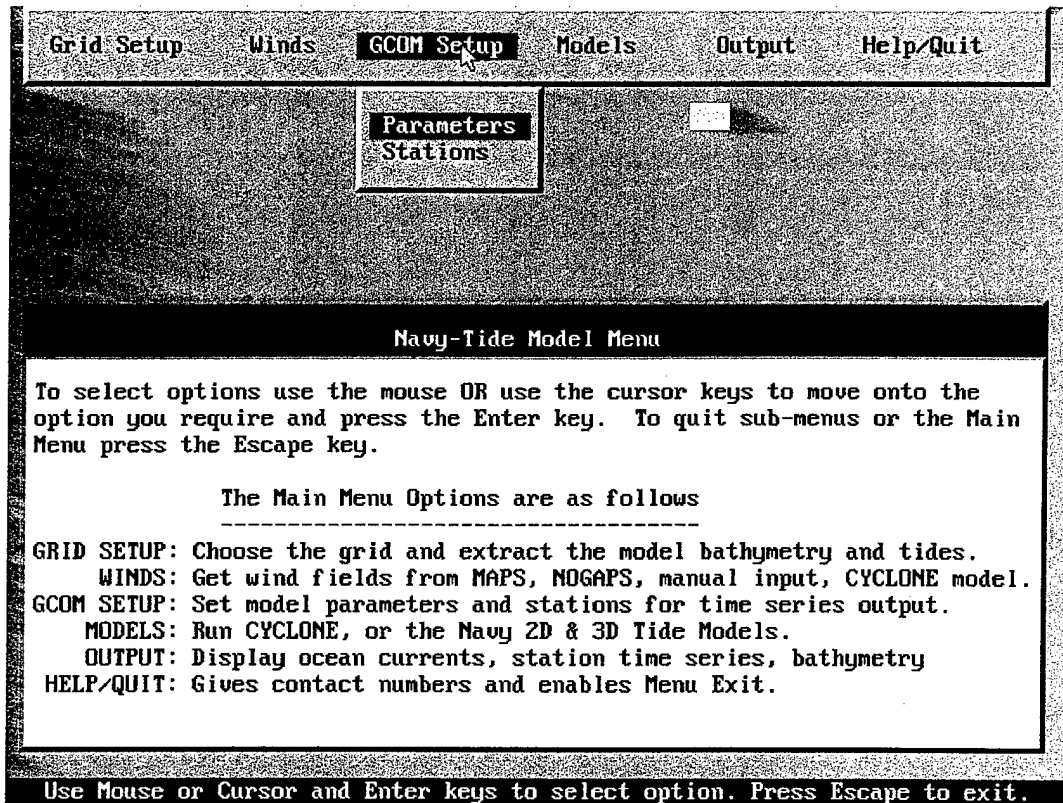 Grid Setup Winds GCOM Setup Models Output Help/Quit
Parameters
Stations
Navy-Tide Model Menu
To select options use the mouse OR use the cursor keys to move onto the
option you require and press the Enter key. To quit sub-menus or the Main
Menu press the Escape key.
The Main Menu Options are as follows
------------------------------------
GRID SETUP: Choose the grid and extract the model bathymetry and tides.
WINDS: Get wind fields from MAPS, NOGAPS, manual input, CYCLONE model.
GCOM SETUP: Set model parameters and stations for time series output.
MODELS: Run CYCLONE, or the Navy 2D & 3D Tide Models.
OUTPUT: Display ocean currents, station time series, bathymetry
HELP/QUIT: Gives contact numbers and enables Menu Exit.
Use Mouse or Cursor and Enter keys to select option. Press Escape to exit.